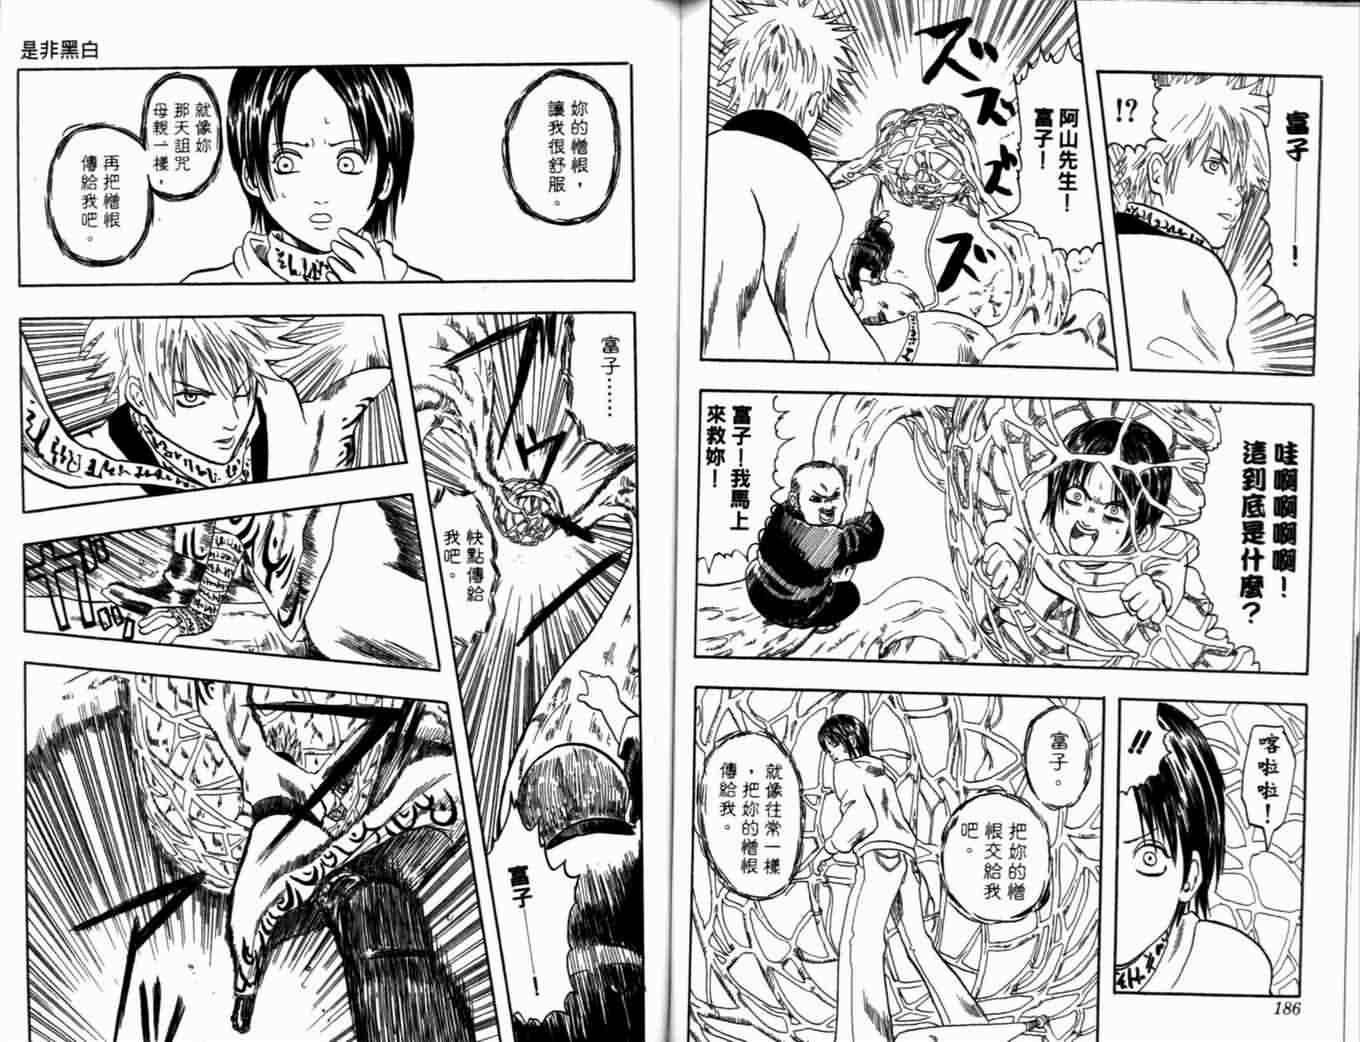 富子——！
!?
阿山先生！
富子！
ズズズズ
哇啊啊啊啊！
這到底是什麼？
富子！我馬上
來救妳！
喀啦啦！
!!
富子。
把妳的憎
恨交給我
吧。
就像往常一樣
，把妳的憎恨
傳給我。
186
是非黑白
妳的憎恨，
讓我很舒服。
就像妳
那天詛咒
母親一樣，
再把憎恨
傳給我吧。
富子……
快點傳給
我吧。
富子——！